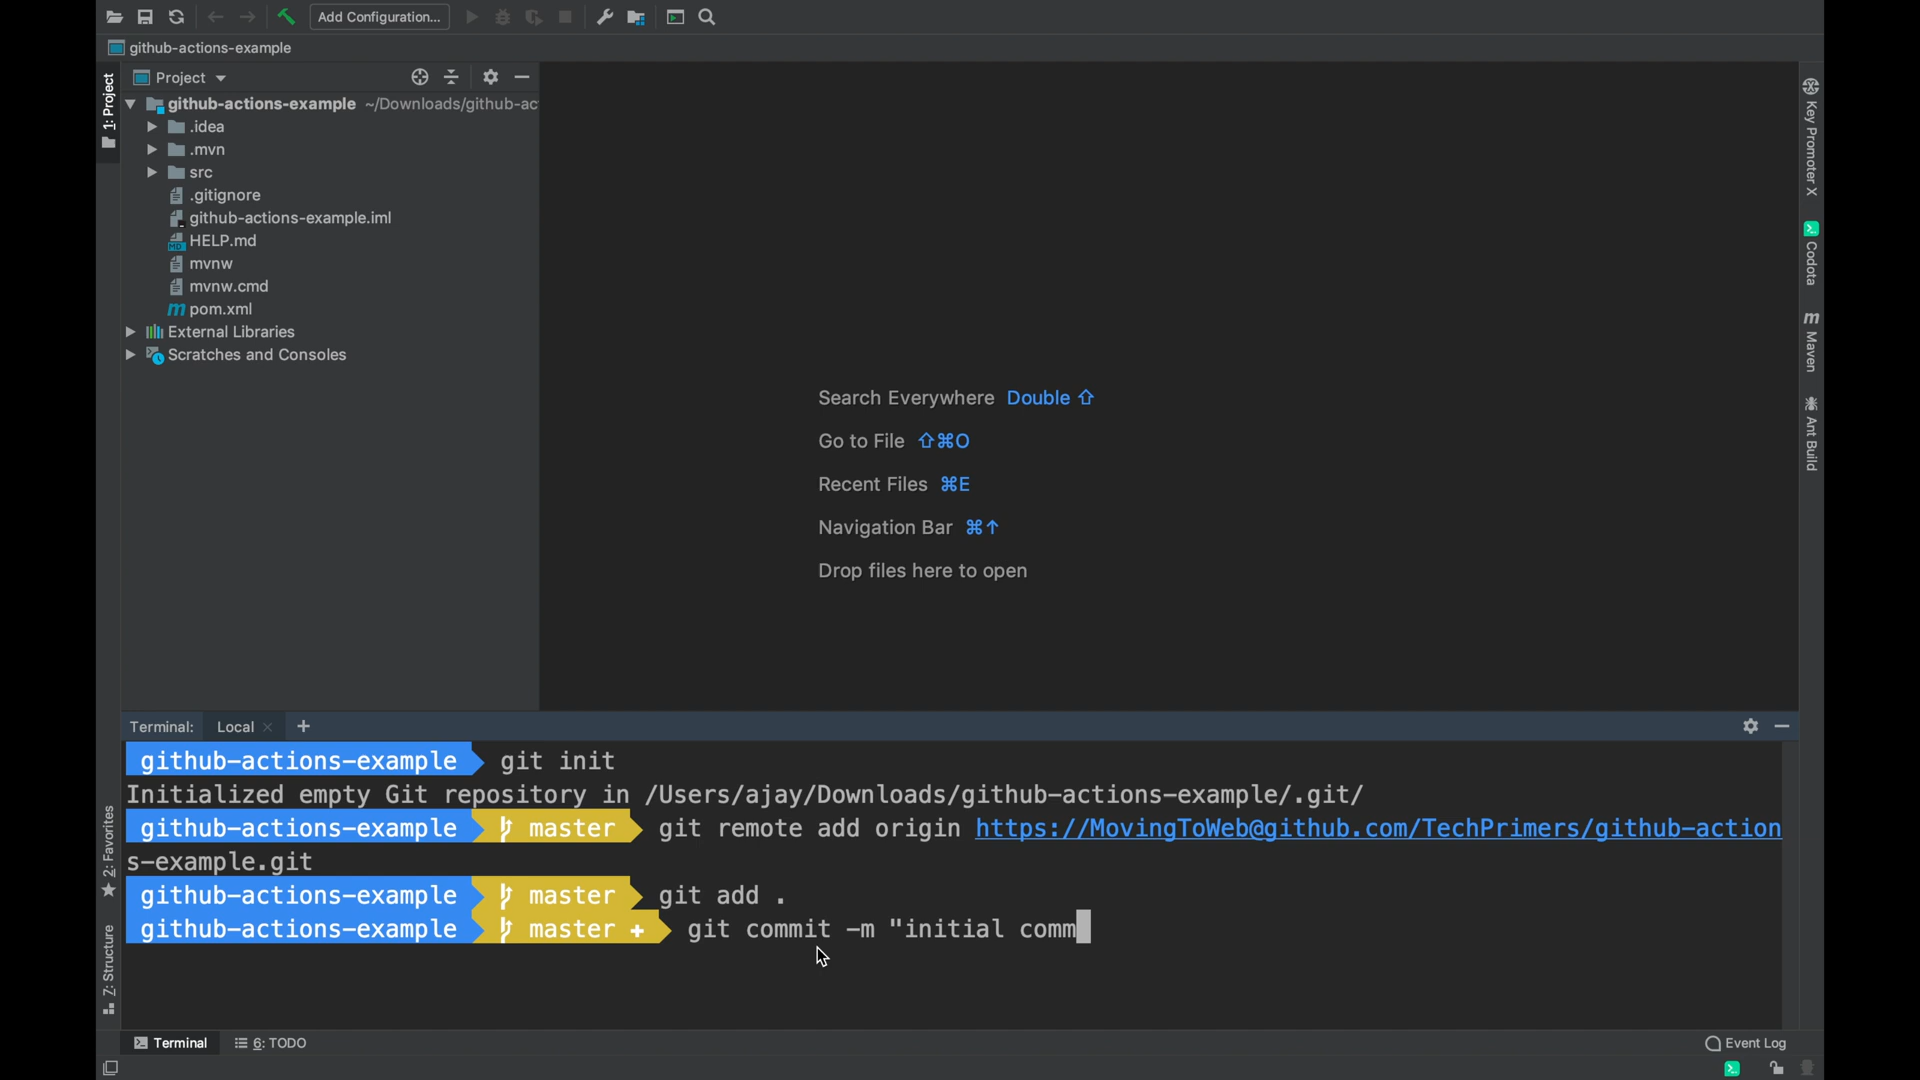 Add Configuration...
github-actions-example
Project
github-actions-example ~/Downloads/github-ac
.idea
.mvn
src
.gitignore
github-actions-example.iml
HELP.md
mvnw
mvnw.cmd
pom.xml
External Libraries
Scratches and Consoles
1: Project
2: Favorites
Z: Structure
Search Everywhere Double ⇧
Go to File ⇧⌘O
Recent Files ⌘E
Navigation Bar ⌘↑
Drop files here to open
Key Promoter X
Codota
Maven
Ant Build
Terminal: Local × +
github-actions-example git init
Initialized empty Git repository in /Users/ajay/Downloads/github-actions-example/.git/
github-actions-example master git remote add origin https://MovingToWeb@github.com/TechPrimers/github-action
s-example.git
github-actions-example master git add .
github-actions-example master + git commit -m "initial comm
Terminal 6: TODO Event Log